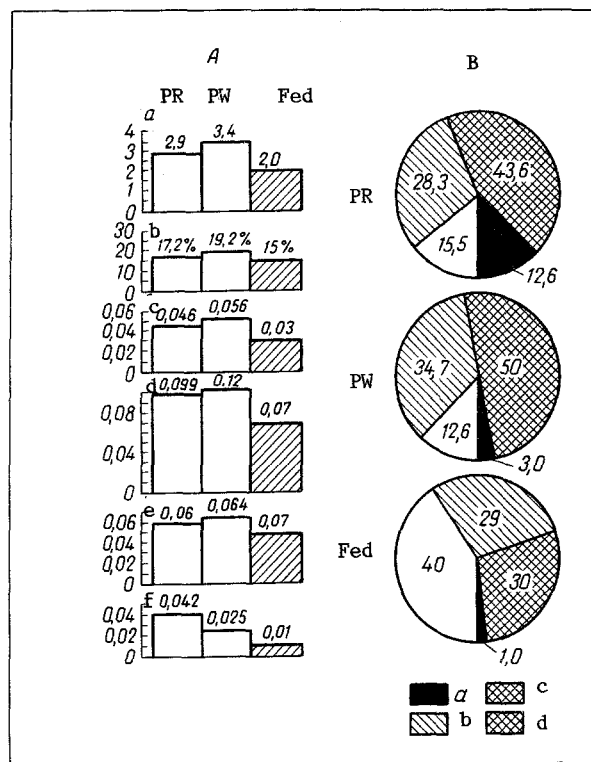 A
B
PR PW Fed
a
4
3
2
1
0
2,9 3,4 2,0
b
30
20
10
0
17,2% 19,2% 15%
c
0,06
0,04
0,02
0
0,046 0,056 0,03
d
0,08
0,04
0
0,099 0.12 0,07
e
0,06
0,04
0,02
0
0,06 0,064 0,07
f
0,04
0,02
0
0,042 0,025 0,01
PR
28,3 43,6
15,5 12,6
PW
34,7 50
12,6 3,0
Fed
40 29
30
1,0
a c
b d